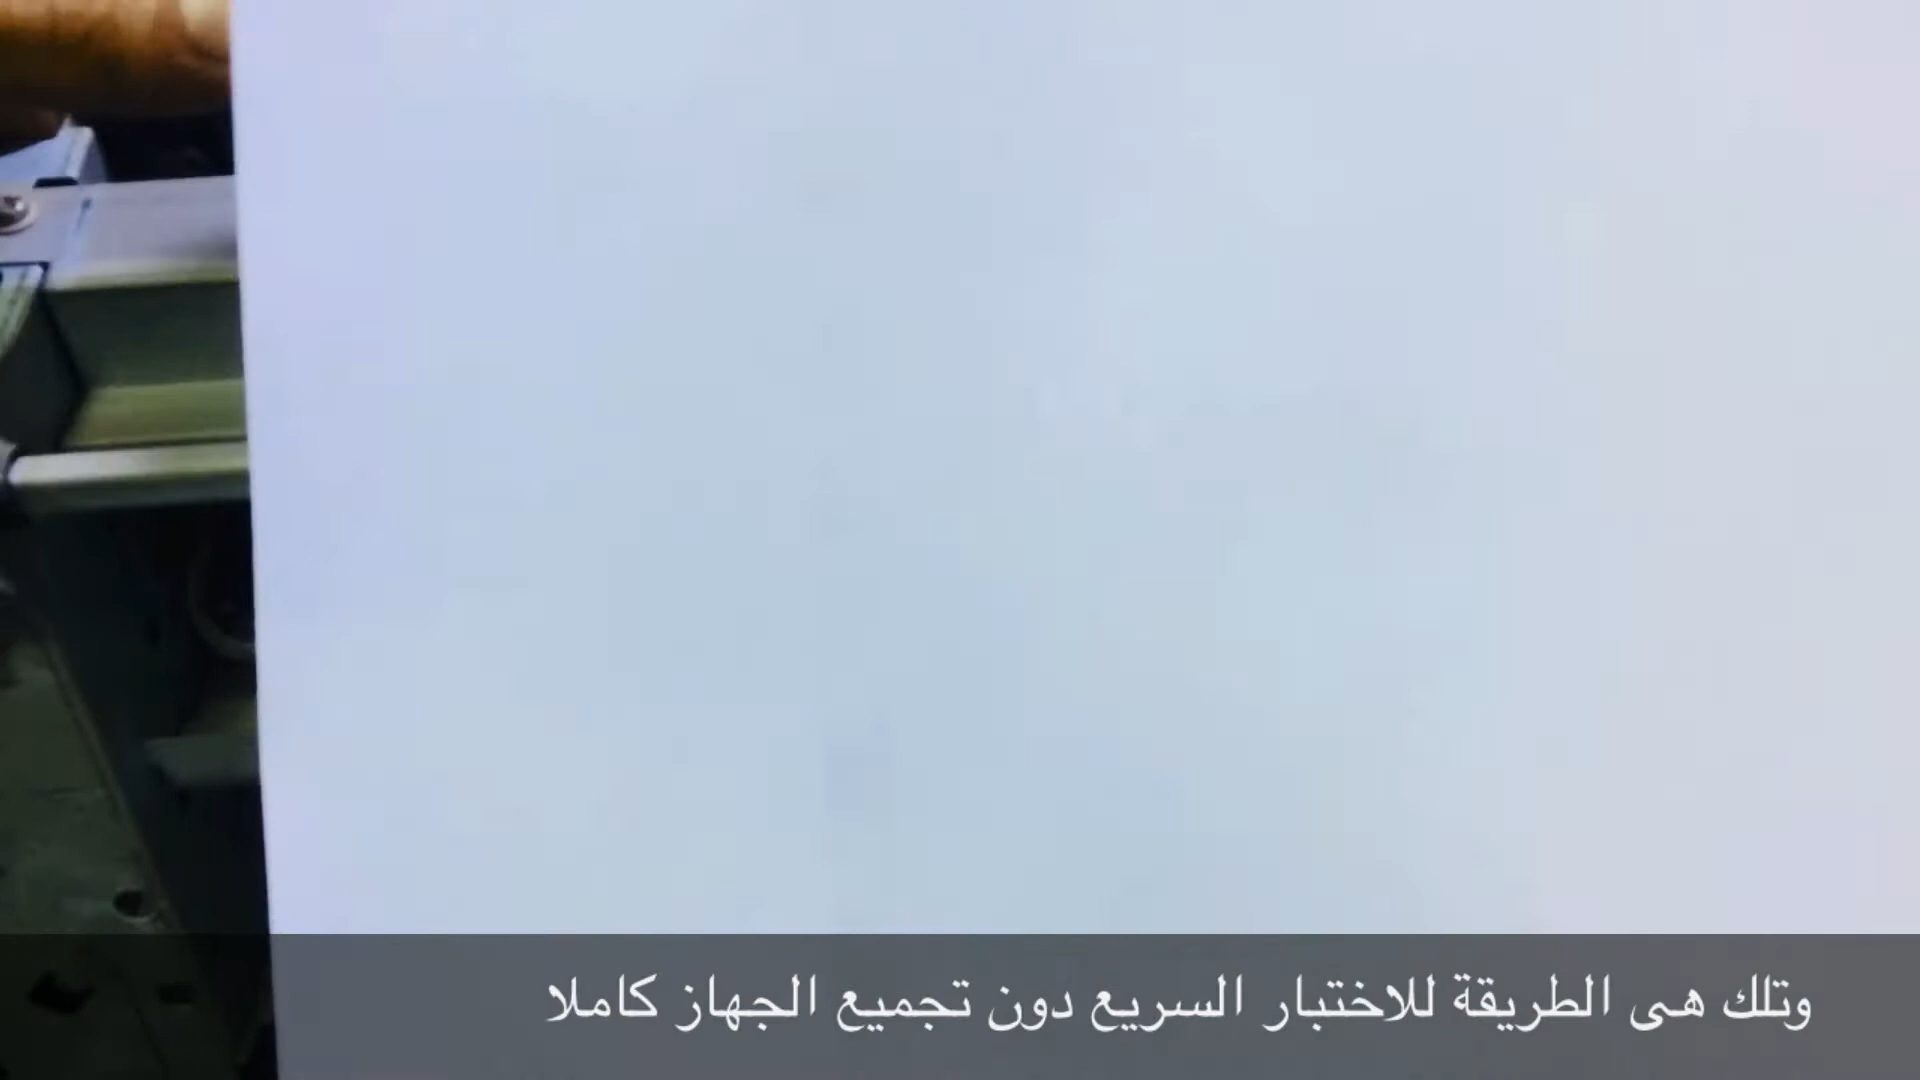 وتلك هى الطريقة للاختبار السريع دون تجميع الجهاز كاملا